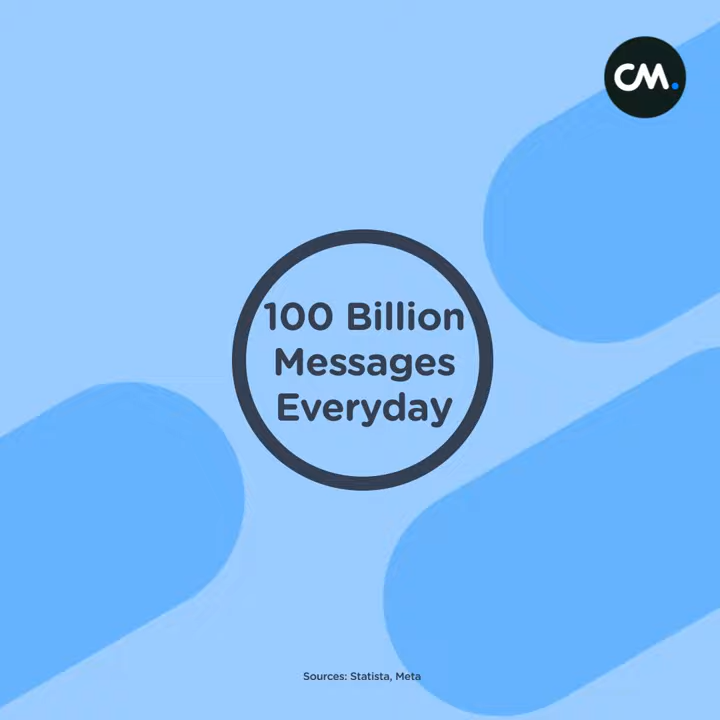 CM.
100 Billion
Messages
Everyday
Sources: Statista, Meta